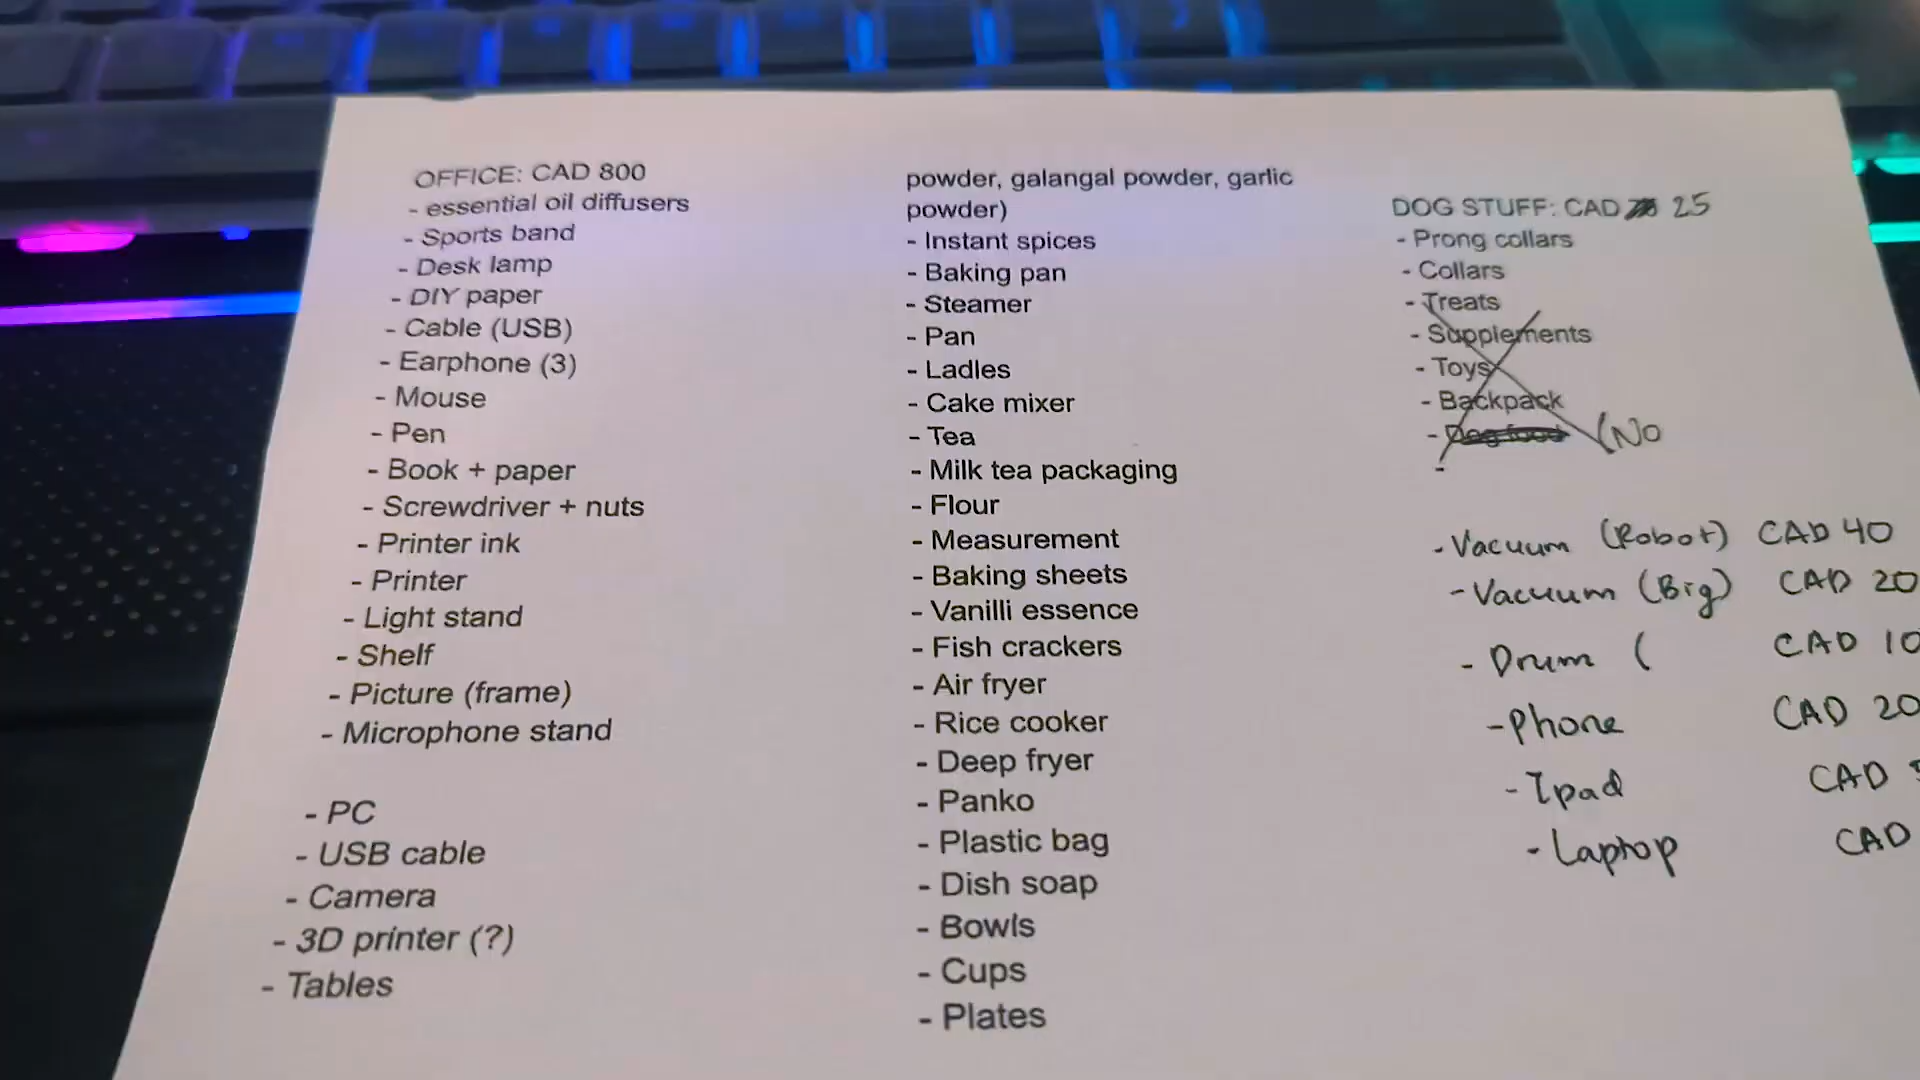 OFFICE: CAD 800
- essential oil diffusers
- Sports band
- Desk lamp
- DIY paper
- Cable (USB)
- Earphone (3)
- Mouse
- Pen
- Book + paper
- Screwdriver + nuts
- Printer ink
- Printer
- Light stand
- Shelf
- Picture (frame)
- Microphone stand
- PC
- USB cable
- Camera
- 3D printer (?)
- Tables
powder, galangal powder, garlic
powder)
- Instant spices
- Baking pan
- Steamer
- Pan
- Ladles
- Cake mixer
- Tea
- Milk tea packaging
- Flour
- Measurement
- Baking sheets
- Vanilli essence
- Fish crackers
- Air fryer
- Rice cooker
- Deep fryer
- Panko
- Plastic bag
- Dish soap
- Bowls
- Cups
- Plates
DOG STUFF: CAD 25
- Prong collars
- Collars
- Treats
- Supplements
- Toys
- Backpack
- Dog food (No
-
- Vacuum (Robot) CAD 40
- Vacuum (Big) CAD 20
- Drum ( CAD 10
- Phone CAD 20
- Ipad CAD
- Laptop CAD